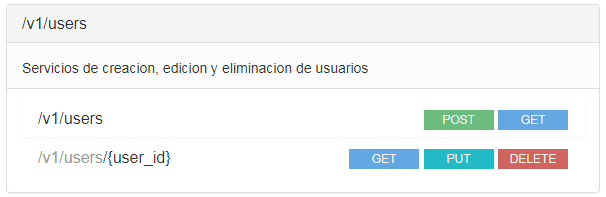 /v1/users
Servicios de creacion, edicion y eliminacion de usuarios
/v1/users POST GET
/v1/users/{user_id} GET PUT DELETE